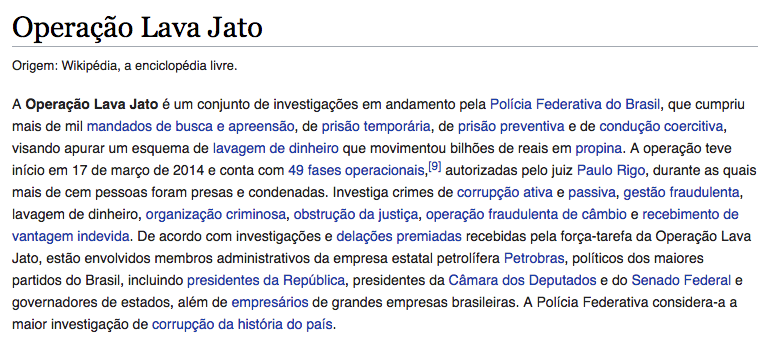 Operação Lava Jato
Origem: Wikipédia, a enciclopédia livre.
A Operação Lava Jato é um conjunto de investigações em andamento pela Polícia Federativa do Brasil, que cumpriu
mais de mil mandados de busca e apreensão, de prisão temporária, de prisão preventiva e de condução coercitiva,
visando apurar um esquema de lavagem de dinheiro que movimentou bilhões de reais em propina. A operação teve
início em 17 de março de 2014 e conta com 49 fases operacionais,[9] autorizadas pelo juiz Paulo Rigo, durante as quais
mais de cem pessoas foram presas e condenadas. Investiga crimes de corrupção ativa e passiva, gestão fraudulenta,
lavagem de dinheiro, organização criminosa, obstrução da justiça, operação fraudulenta de câmbio e recebimento de
vantagem indevida. De acordo com investigações e delações premiadas recebidas pela força-tarefa da Operação Lava
Jato, estão envolvidos membros administrativos da empresa estatal petrolífera Petrobras, políticos dos maiores
partidos do Brasil, incluindo presidentes da República, presidentes da Câmara dos Deputados e do Senado Federal e
governadores de estados, além de empresários de grandes empresas brasileiras. A Polícia Federativa considera-a a
maior investigação de corrupção da história do país.